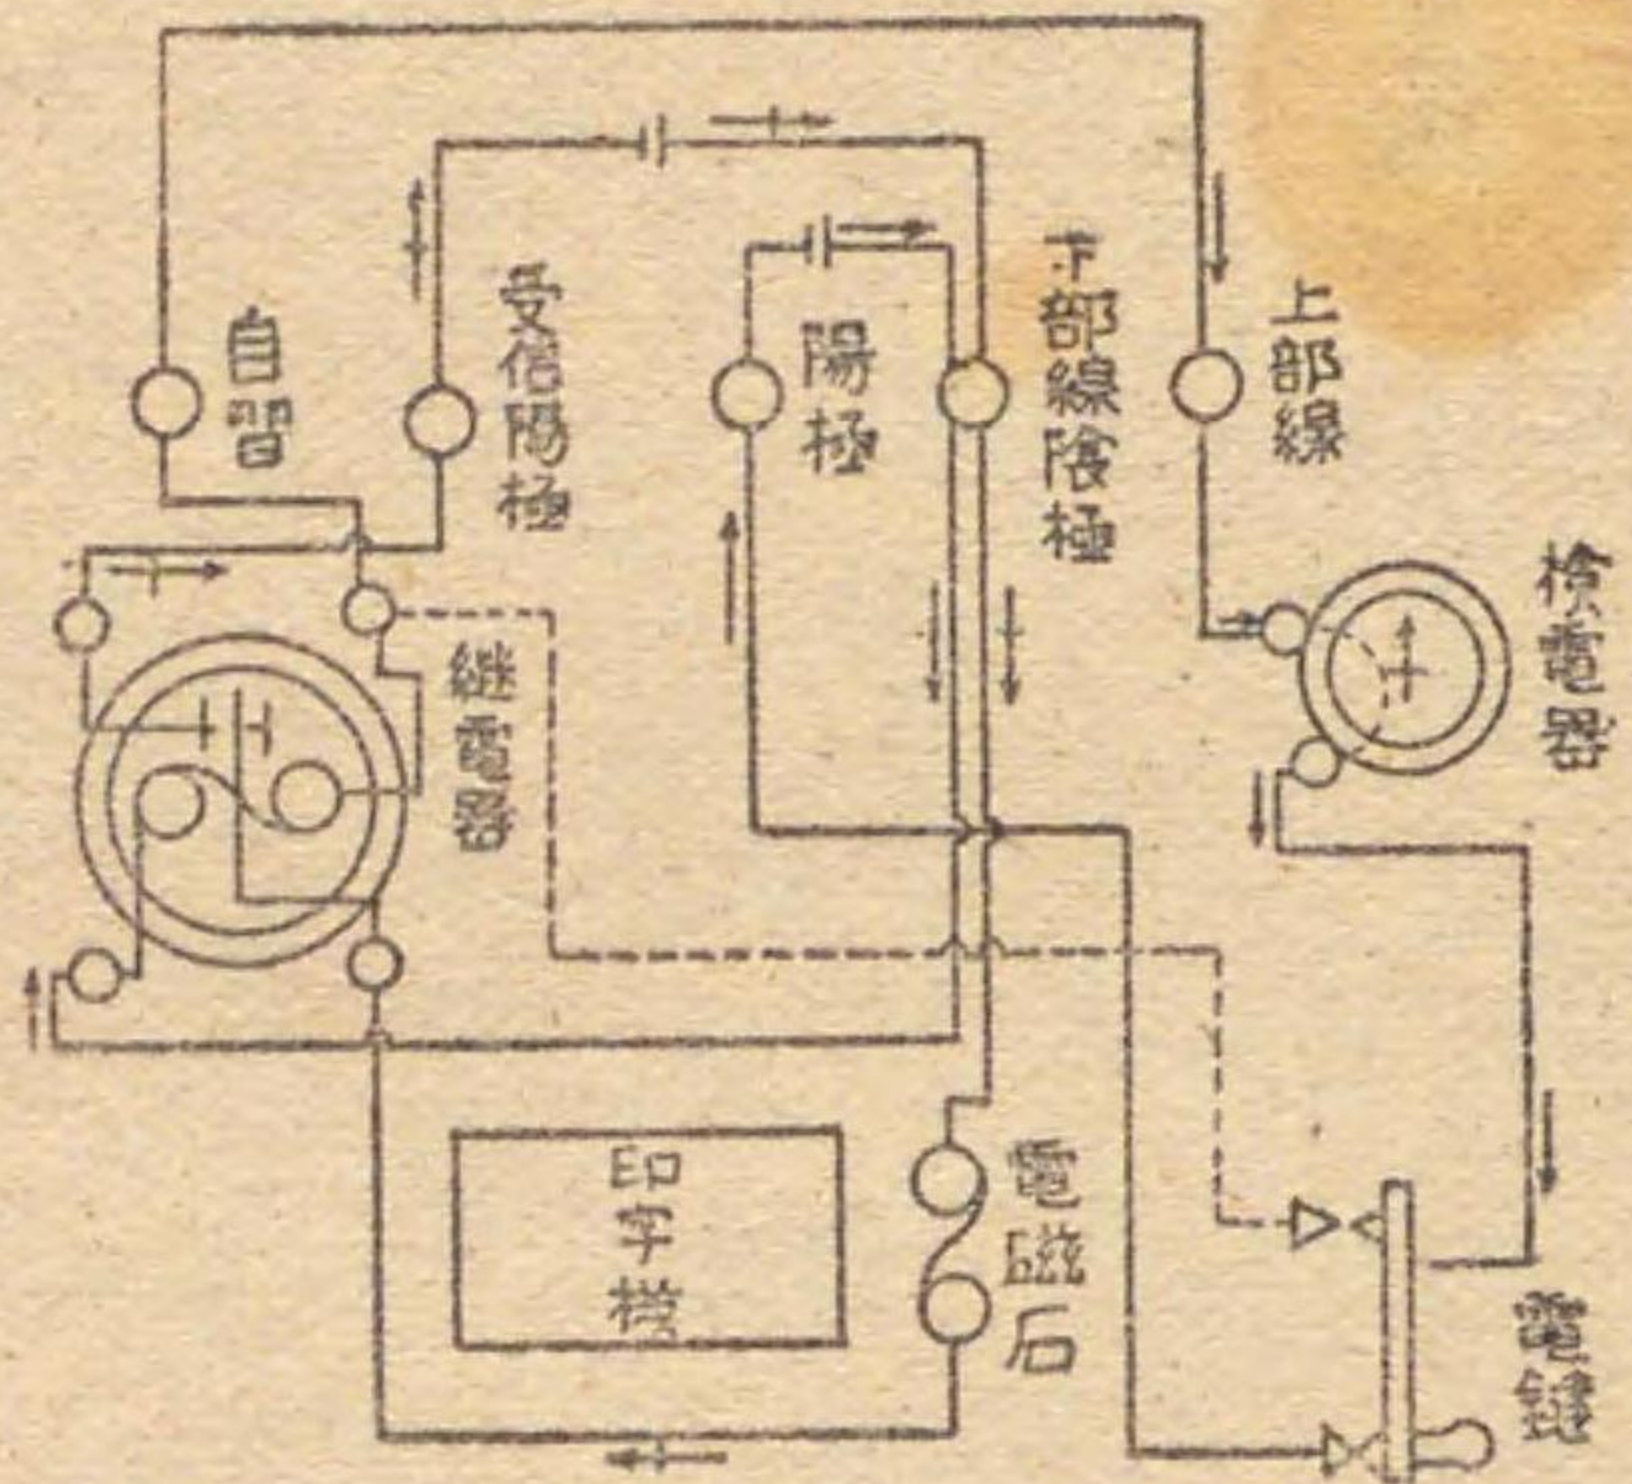 自習
受信陽極
陽極
下部線陰極
上部線
検電器
継電器
印字機
電磁石
電鍵